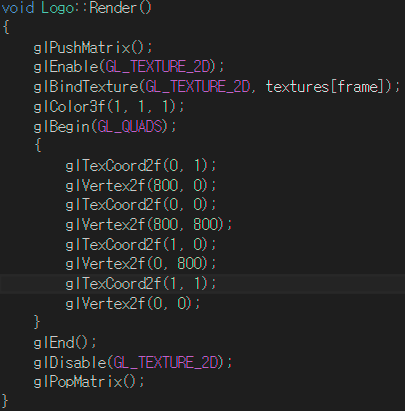 void Logo::Render()
{
    glPushMatrix();
    glEnable(GL_TEXTURE_2D);
    glBindTexture(GL_TEXTURE_2D, textures[frame]);
    glColor3f(1, 1, 1);
    glBegin(GL_QUADS);
    {
        glTexCoord2f(0, 1);
        glVertex2f(800, 0);
        glTexCoord2f(0, 0);
        glVertex2f(800, 800);
        glTexCoord2f(1, 0);
        glVertex2f(0, 800);
        glTexCoord2f(1, 1);
        glVertex2f(0, 0);
    }
    glEnd();
    glDisable(GL_TEXTURE_2D);
    glPopMatrix();
}